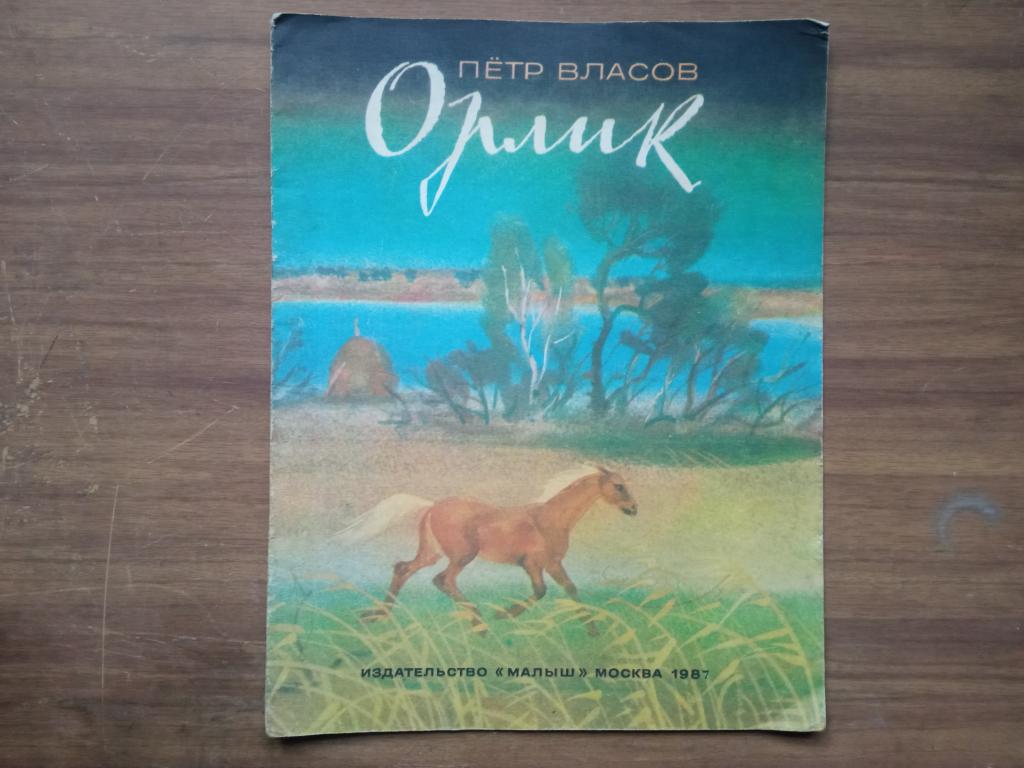 ПЁТР ВЛАСОВ
Орлик
ИЗДАТЕЛЬСТВО «МАЛЫШ» МОСКВА 1987